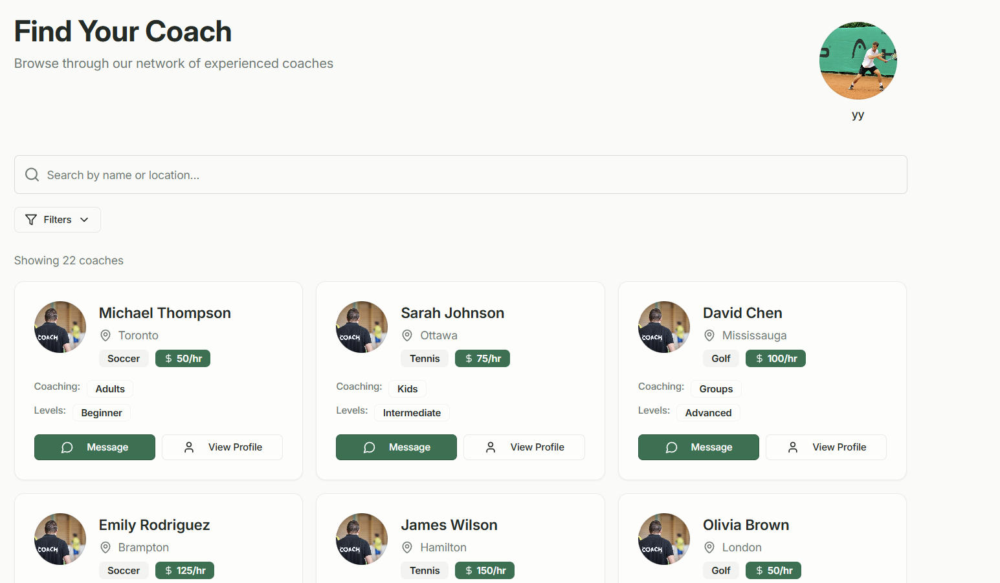 Find Your Coach
Browse through our network of experienced coaches
yy
Search by name or location...
Filters
Showing 22 coaches
COACH
Michael Thompson
Toronto
Soccer $ 50/hr
Coaching: Adults
Levels: Beginner
Message View Profile
COACH
Sarah Johnson
Ottawa
Tennis $ 75/hr
Coaching: Kids
Levels: Intermediate
Message View Profile
COACH
David Chen
Mississauga
Golf $ 100/hr
Coaching: Groups
Levels: Advanced
Message View Profile
COACH
Emily Rodriguez
Brampton
Soccer $ 125/hr
COACH
James Wilson
Hamilton
Tennis $ 150/hr
COACH
Olivia Brown
London
Golf $ 50/hr